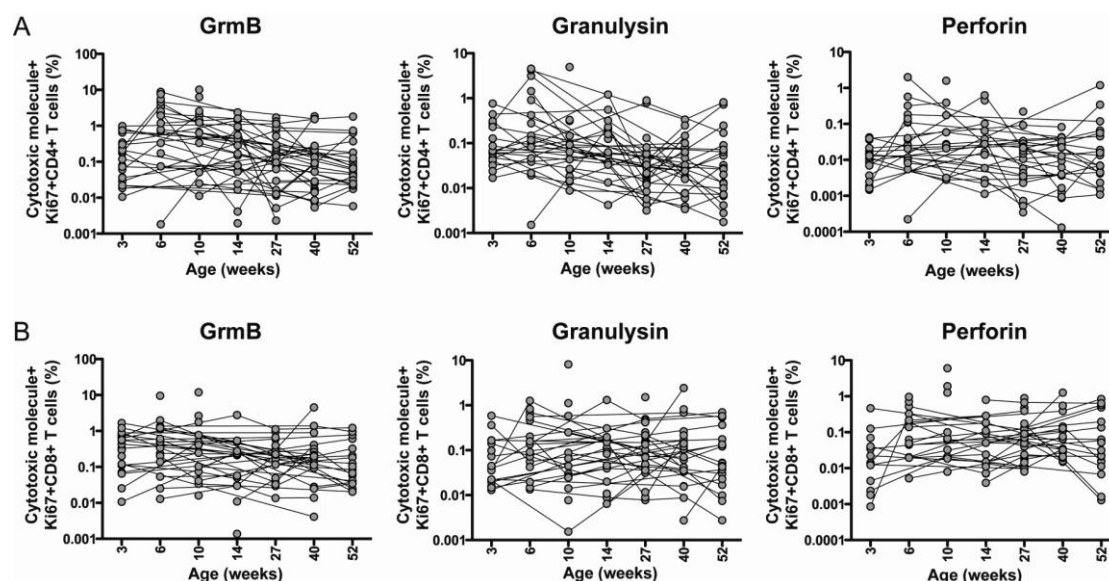 A
GrmB
Granulysin
Perforin
Cytotoxic molecule+
Ki67+CD4+ T cells (%)
100
10
1
0.1
0.01
0.001
3
6
10
14
27
40
52
Age (weeks)
Cytotoxic molecule+
Ki67+CD4+ T cells (%)
10
1
0.1
0.01
0.001
3
6
10
14
27
40
52
Age (weeks)
Cytotoxic molecule+
Ki67+CD4+ T cells (%)
10
1
0.1
0.01
0.001
0.0001
3
6
10
14
27
40
52
Age (weeks)
B
GrmB
Granulysin
Perforin
Cytotoxic molecule+
Ki67+CD8+ T cells (%)
100
10
1
0.1
0.01
0.001
3
6
10
14
27
40
52
Age (weeks)
Cytotoxic molecule+
Ki67+CD8+ T cells (%)
10
1
0.1
0.01
0.001
3
6
10
14
27
40
52
Age (weeks)
Cytotoxic molecule+
Ki67+CD8+ T cells (%)
10
1
0.1
0.01
0.001
0.0001
3
6
10
14
27
40
52
Age (weeks)